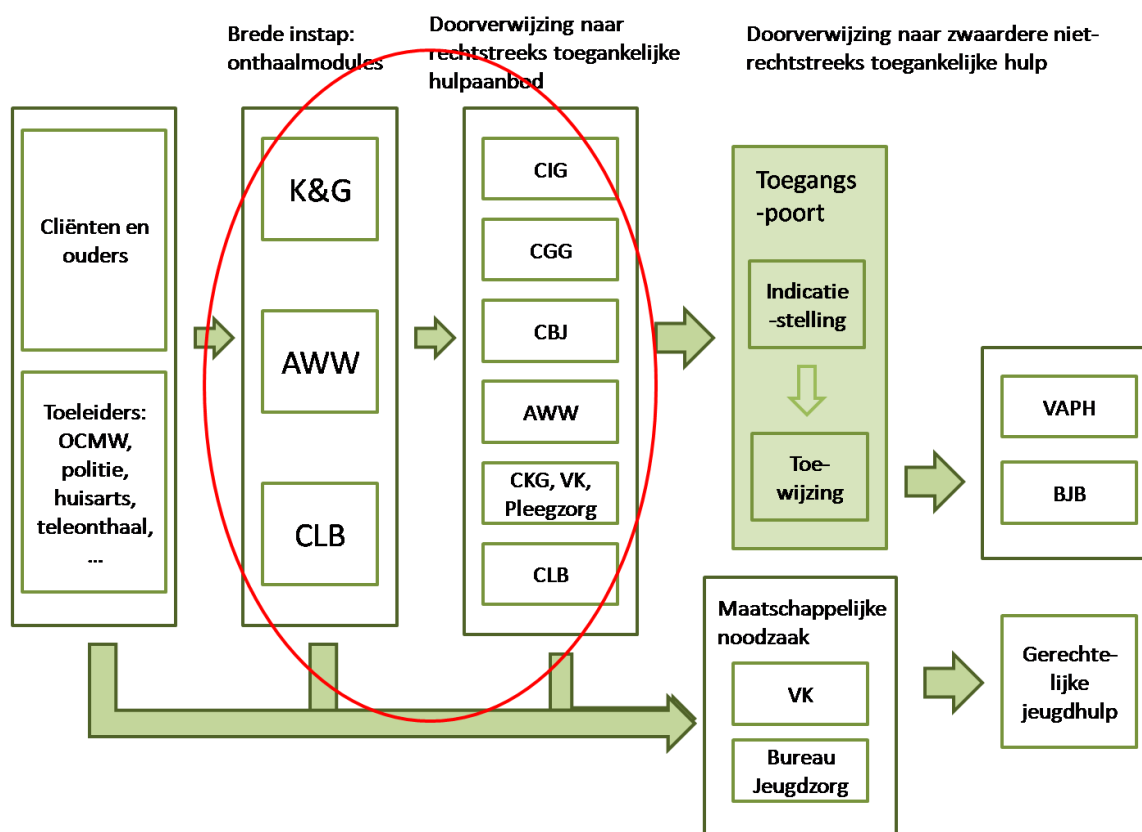 Brede instap:
onthaalmodules
Doorverwijzing naar
rechtstreeks toegankelijke
hulpaanbod
Doorverwijzing naar zwaardere niet-
rechtstreeks toegankelijke hulp
Cliënten en
ouders
Toeleiders:
OCMW,
politie,
huisarts,
teleonthaal,
...
K&G
AWW
CLB
CIG
CGG
CBJ
AWW
CKG, VK,
Pleegzorg
CLB
Toegangs
-poort
Indicatie
-stelling
Toe-
wijzing
VAPH
BJB
Maatschappelijke
noodzaak
VK
Bureau
Jeugdzorg
Gerechte-
lijke
jeugdhulp